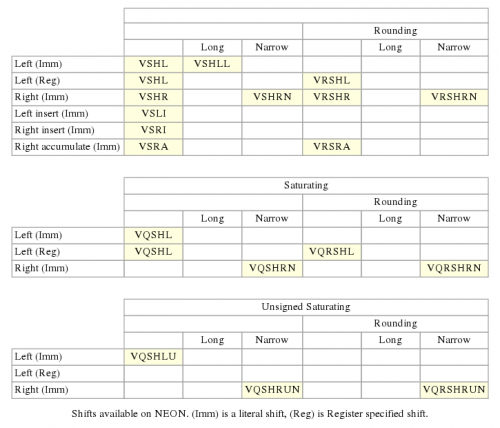 Rounding
Long Narrow Long Narrow
Left (Imm) VSHL VSHLL
Left (Reg) VSHL VRSHL
Right (Imm) VSHR VSHRN VRSHR VRSHRN
Left insert (Imm) VSLI
Right insert (Imm) VSRI
Right accumulate (Imm) VSRA VRSRA
Saturating
Rounding
Long Narrow Long Narrow
Left (Imm) VQSHL
Left (Reg) VQSHL VQRSHL
Right (Imm) VQSHRN VQRSHRN
Unsigned Saturating
Rounding
Long Narrow Long Narrow
Left (Imm) VQSHLU
Left (Reg)
Right (Imm) VQSHRUN VQRSHRUN
Shifts available on NEON. (Imm) is a literal shift, (Reg) is Register specified shift.